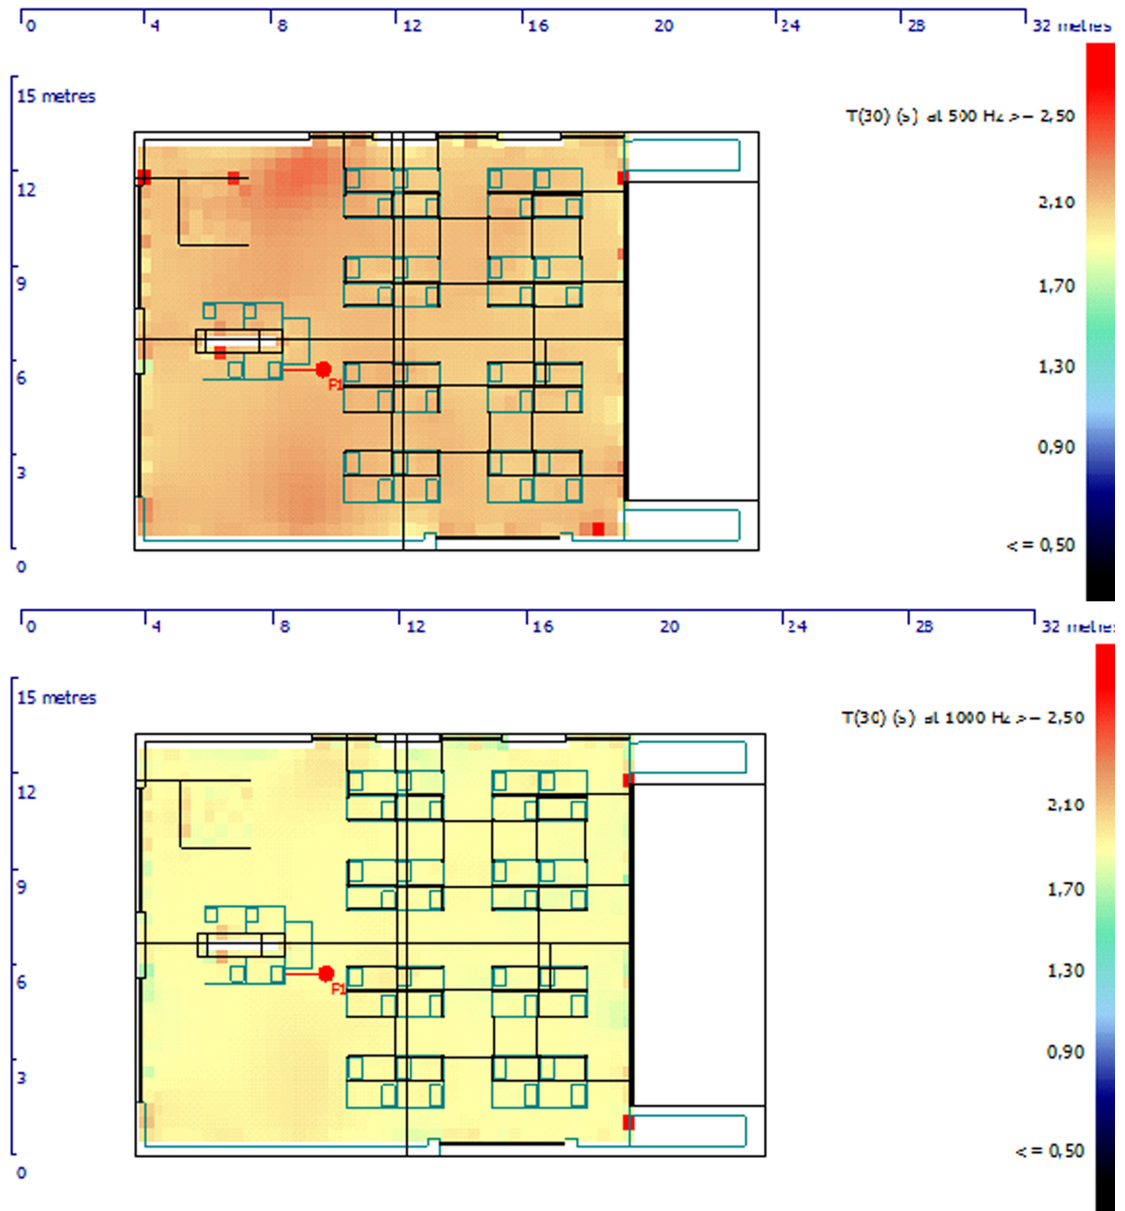 0 4 8 12 16 20 24 28 32 metres
15 metres
T(30) (s) at 500 Hz >= 2,50
12
2,10
9
1,70
1,30
6
P1
0,90
3
<= 0,50
0
0 4 8 12 16 20 24 28 32 metres
15 metres
T(30) (s) at 1000 Hz >= 2,50
12
2,10
9
1,70
6
1,30
P1
0,90
3
<= 0,50
0